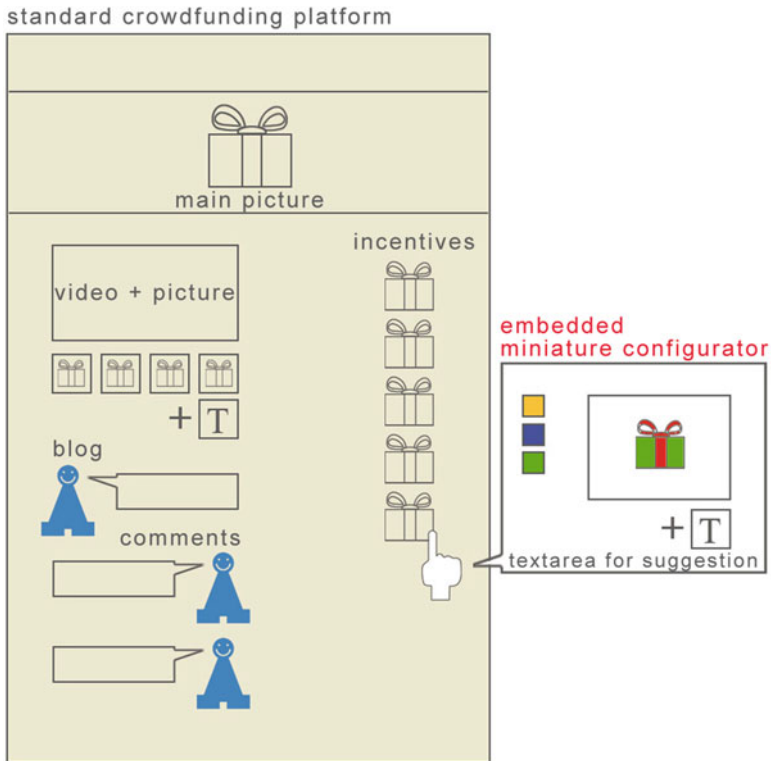 standard crowdfunding platform
main picture
incentives
video + picture
+ T
blog
comments
embedded
miniature configurator
+ T
textarea for suggestion